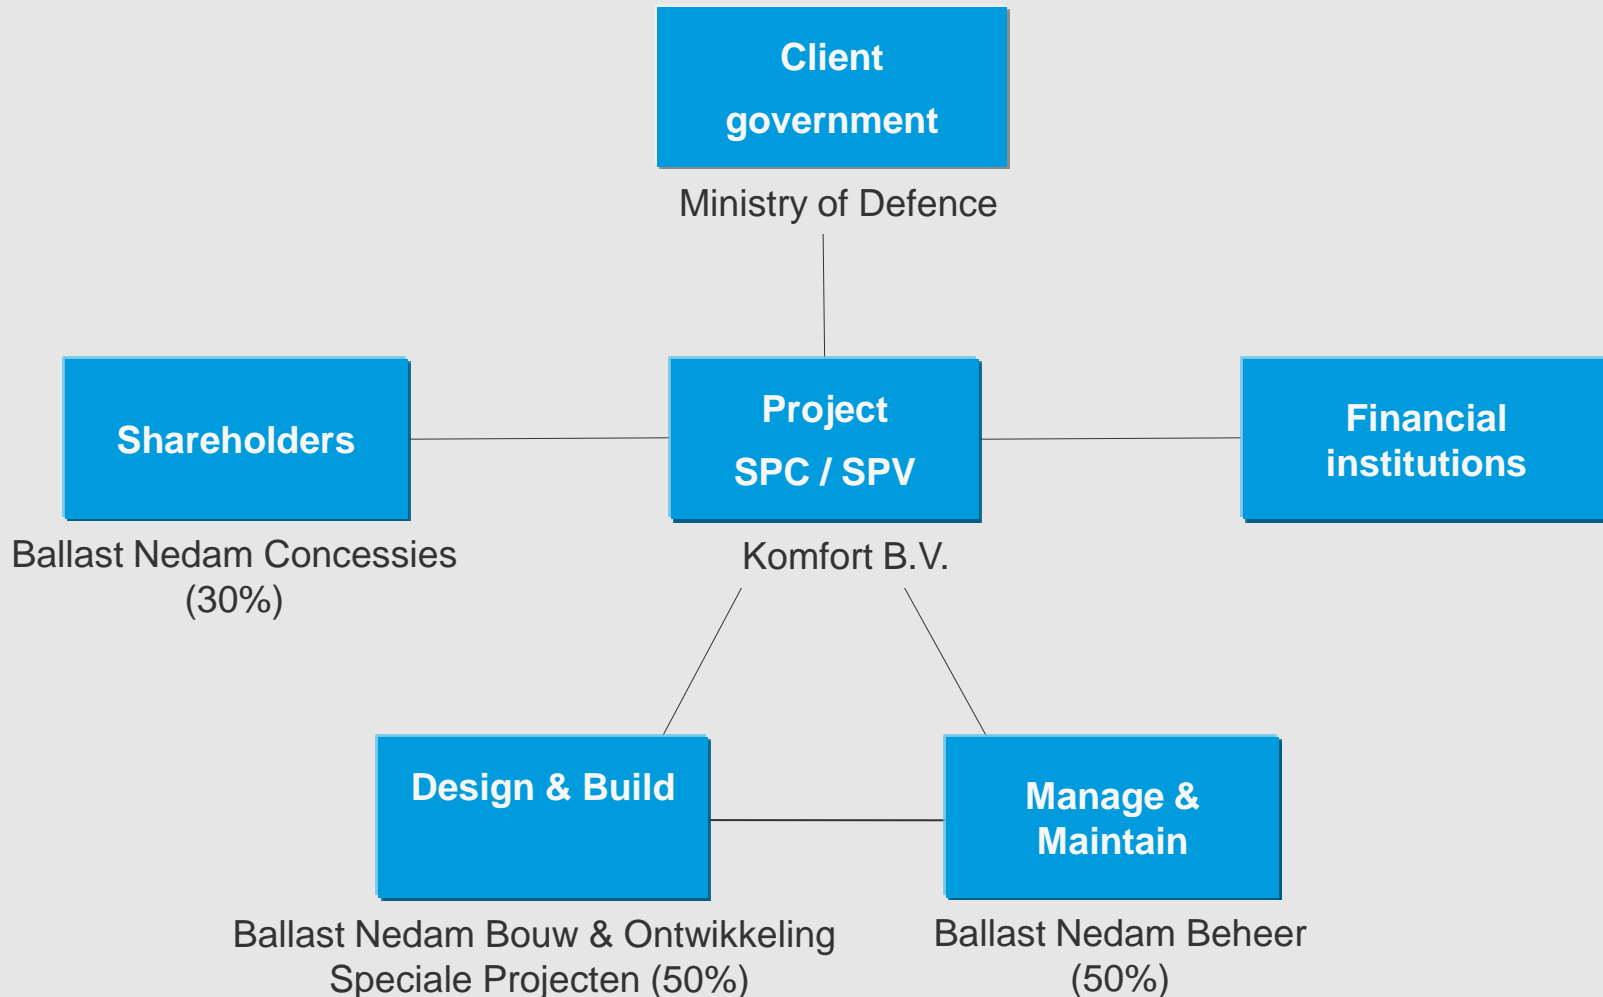 Client
government
Ministry of Defence
Shareholders
Project
SPC / SPV
Financial
institutions
Ballast Nedam Concessies
(30%)
Komfort B.V.
Design & Build
Manage &
Maintain
Ballast Nedam Bouw & Ontwikkeling
Speciale Projecten (50%)
Ballast Nedam Beheer
(50%)